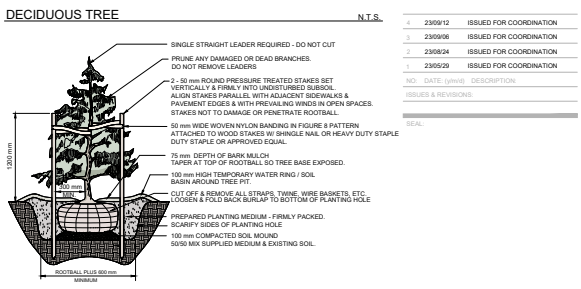 DECIDUOUS TREE
N.T.S.
SINGLE STRAIGHT LEADER REQUIRED - DO NOT CUT
PRUNE ANY DAMAGED OR DEAD BRANCHES.
DO NOT REMOVE LEADERS
2 - 50 mm ROUND PRESSURE TREATED STAKES SET
VERTICALLY & FIRMLY INTO UNDISTURBED SUBSOIL.
ALIGN STAKES PARALLEL WITH ADJACENT SIDEWALKS &
PAVEMENT EDGES & WITH PREVAILING WINDS IN OPEN SPACES.
STAKES NOT TO DAMAGE OR PENETRATE ROOTBALL.
50 mm WIDE WOVEN NYLON BANDING IN FIGURE 8 PATTERN
ATTACHED TO WOOD STAKES W/ SHINGLE NAIL OR HEAVY DUTY STAPLE
DUTY STAPLE OR APPROVED EQUAL.
75 mm DEPTH OF BARK MULCH
TAPER AT TOP OF ROOTBALL SO TREE BASE EXPOSED.
100 mm HIGH TEMPORARY WATER RING / SOIL
BASIN AROUND TREE PIT.
CUT OFF & REMOVE ALL STRAPS, TWINE, WIRE BASKETS, ETC.
LOOSEN & FOLD BACK BURLAP TO BOTTOM OF PLANTING HOLE
PREPARED PLANTING MEDIUM - FIRMLY PACKED.
SCARIFY SIDES OF PLANTING HOLE
100 mm COMPACTED SOIL MOUND
50/50 MIX SUPPLIED MEDIUM & EXISTING SOIL.
1200 mm
300 mm
MIN
ROOTBALL PLUS 600 mm
MINIMUM
4 23/09/12 ISSUED FOR COORDINATION
3 23/09/06 ISSUED FOR COORDINATION
2 23/08/24 ISSUED FOR COORDINATION
1 23/05/29 ISSUED FOR COORDINATION
NO: DATE: (y/m/d) DESCRIPTION:
ISSUES & REVISIONS:
SEAL: